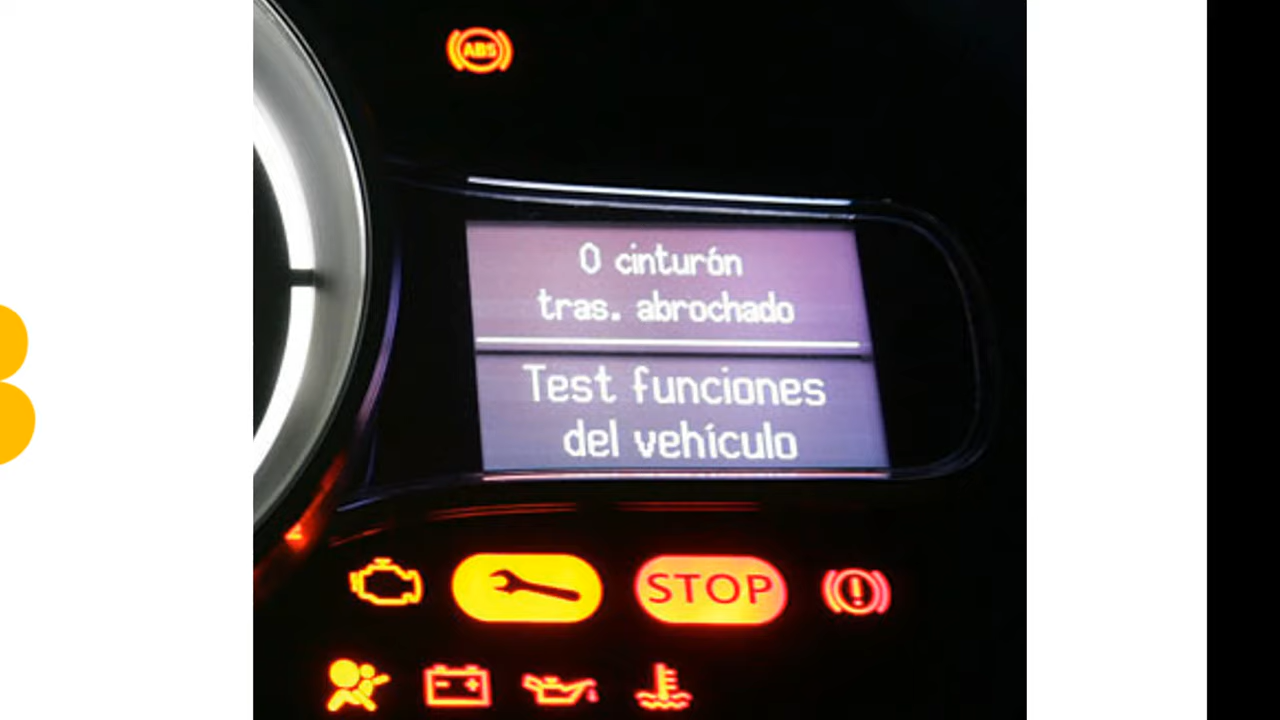 ABS
0 cinturón
tras. abrochado
Test funciones
del vehículo
STOP